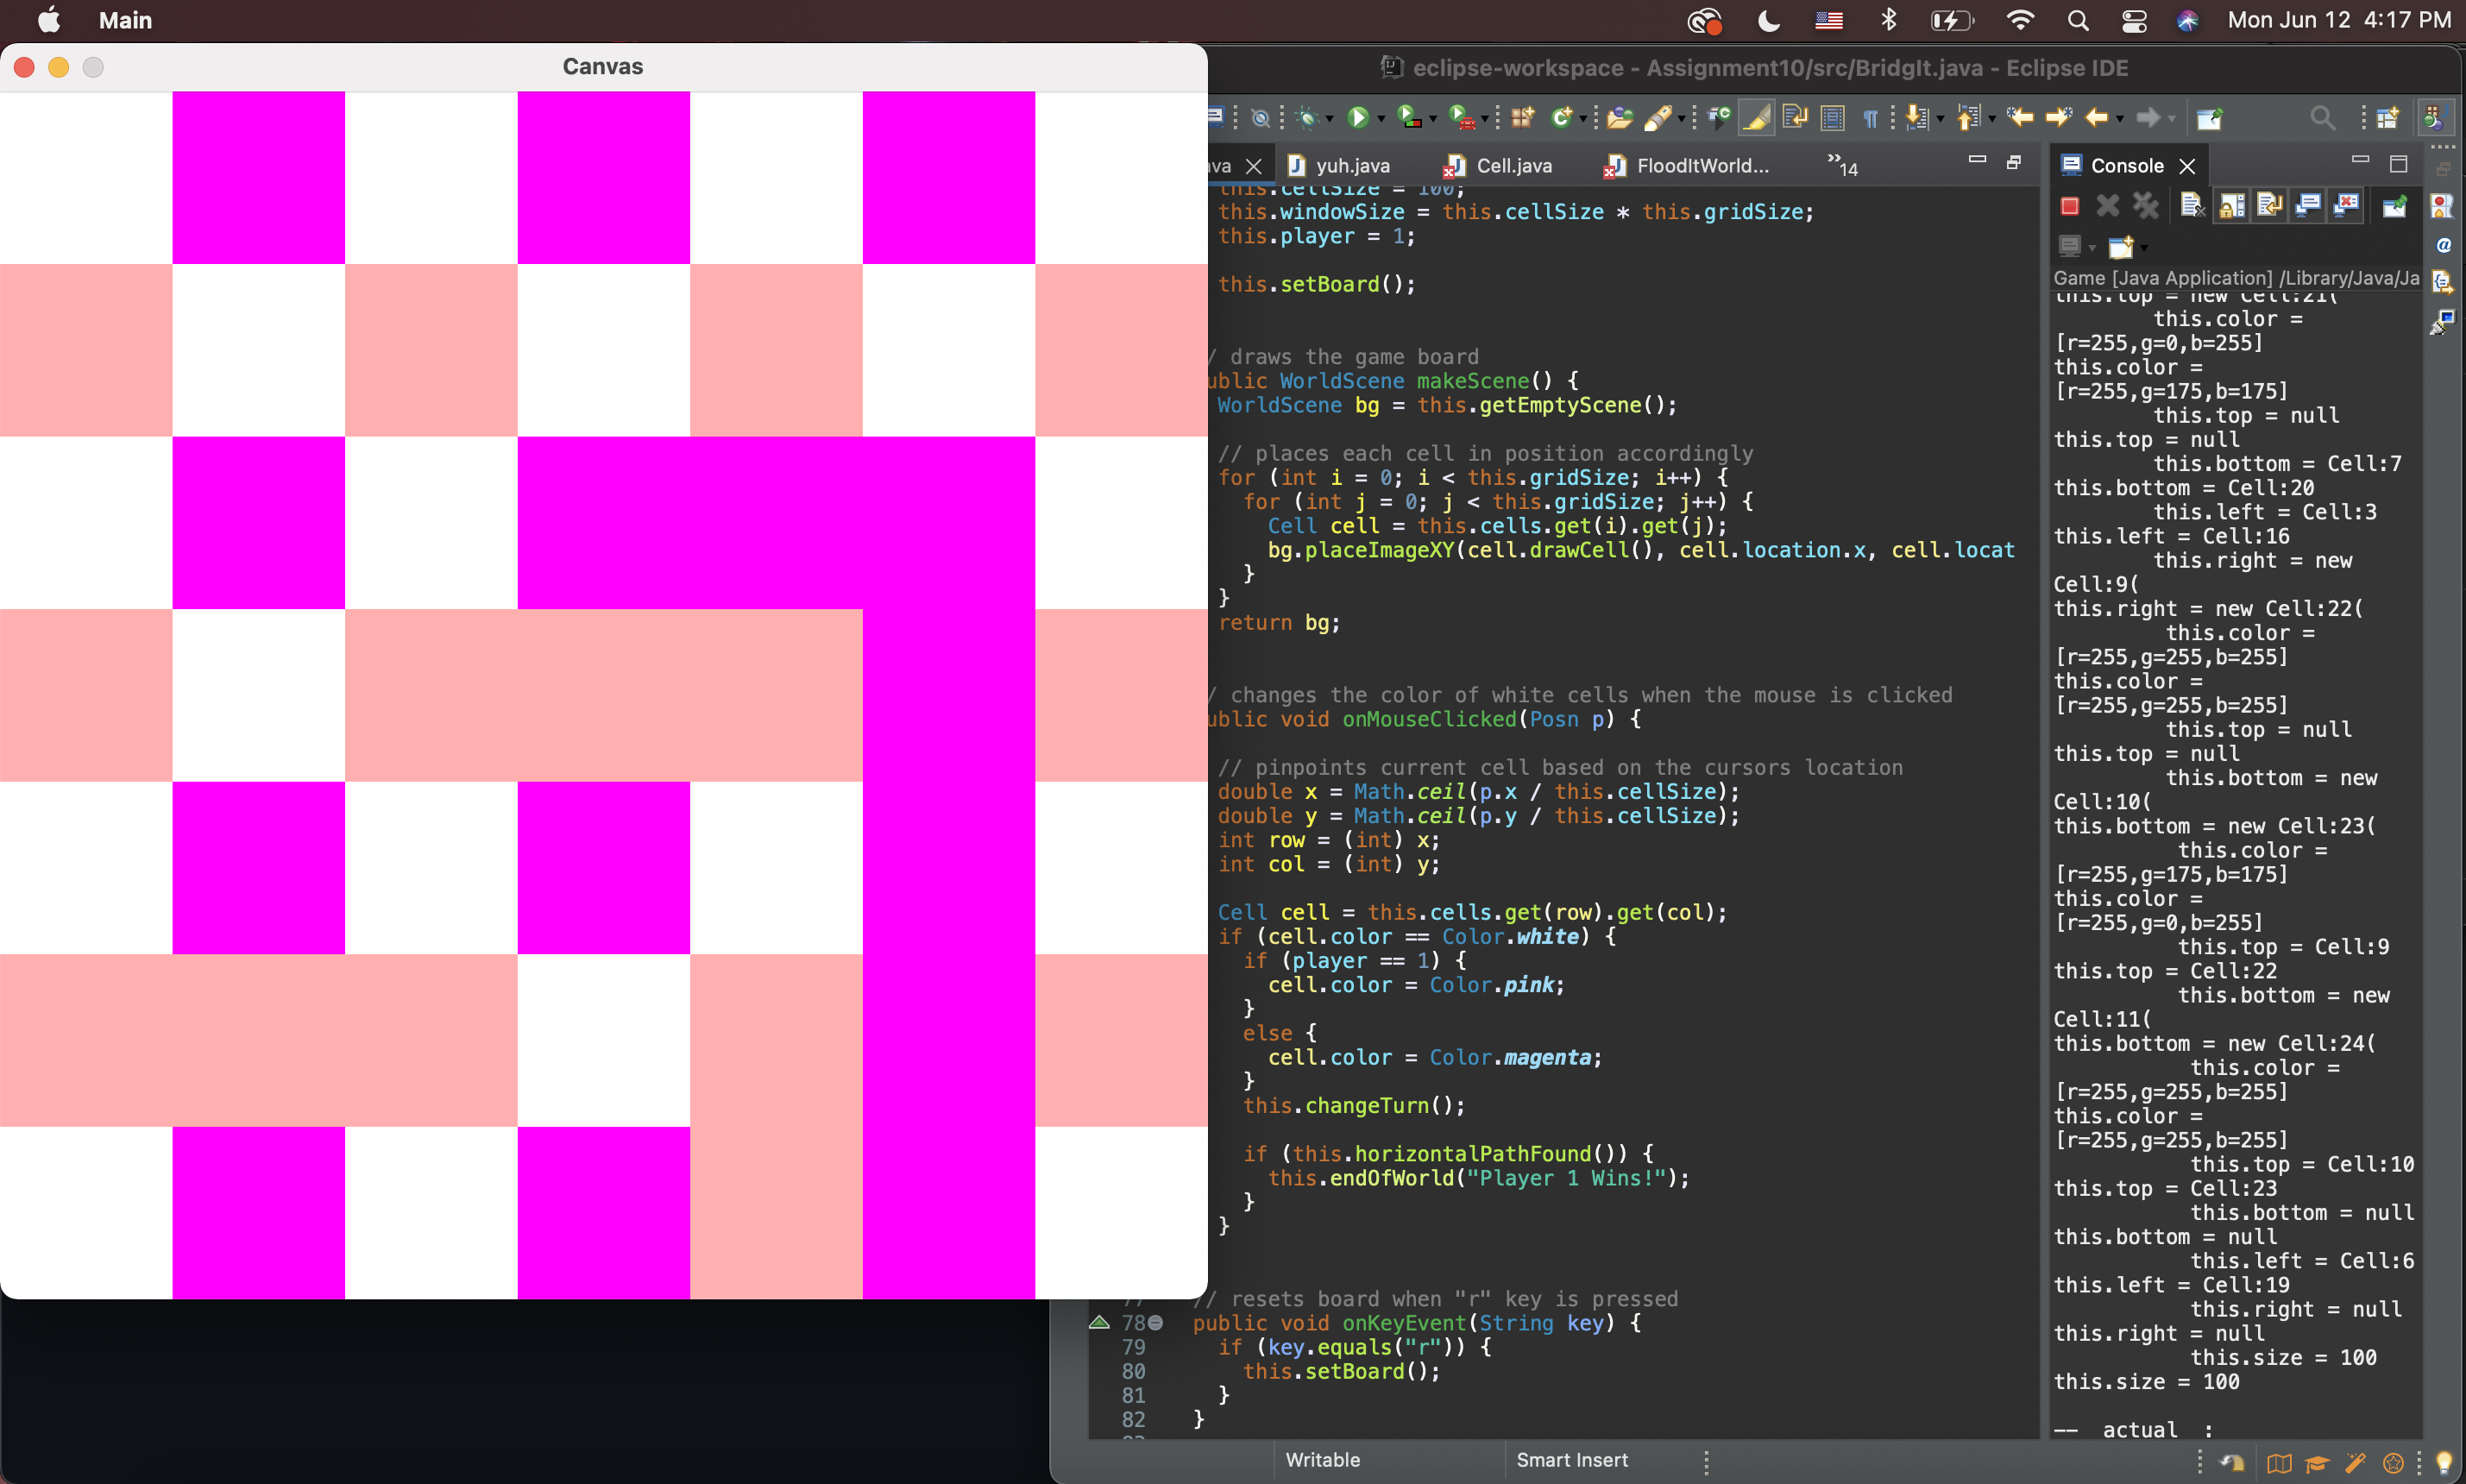 Main
Mon Jun 12 4:17 PM
Canvas
eclipse-workspace - Assignment10/src/BridgIt.java - Eclipse IDE
yuh.java
Cell.java
FloodItWorld...
»14
this.cellSize = 100;
this.windowSize = this.cellSize * this.gridSize;
this.player = 1;
this.setBoard();
/ draws the game board
ublic WorldScene makeScene() {
WorldScene bg = this.getEmptyScene();
// places each cell in position accordingly
for (int i = 0; i < this.gridSize; i++) {
for (int j = 0; j < this.gridSize; j++) {
Cell cell = this.cells.get(i).get(j);
bg.placeImageXY(cell.drawCell(), cell.location.x, cell.locat
}
}
return bg;
/ changes the color of white cells when the mouse is clicked
ublic void onMouseClicked(Posn p) {
// pinpoints current cell based on the cursors location
double x = Math.ceil(p.x / this.cellSize);
double y = Math.ceil(p.y / this.cellSize);
int row = (int) x;
int col = (int) y;
Cell cell = this.cells.get(row).get(col);
if (cell.color == Color.white) {
if (player == 1) {
cell.color = Color.pink;
}
else {
cell.color = Color.magenta;
}
this.changeTurn();
if (this.horizontalPathFound()) {
this.endOfWorld("Player 1 Wins!");
}
}
// resets board when "r" key is pressed
78 public void onKeyEvent(String key) {
79 if (key.equals("r")) {
80 this.setBoard();
81 }
82 }
Writable
Smart Insert
Console
Game [Java Application] /Library/Java/Ja
this.top = new Cell:21(
this.color =
[r=255,g=0,b=255]
this.color =
[r=255,g=175,b=175]
this.top = null
this.top = null
this.bottom = Cell:7
this.bottom = Cell:20
this.left = Cell:3
this.left = Cell:16
this.right = new
Cell:9(
this.right = new Cell:22(
this.color =
[r=255,g=255,b=255]
this.color =
[r=255,g=255,b=255]
this.top = null
this.top = null
this.bottom = new
Cell:10(
this.bottom = new Cell:23(
this.color =
[r=255,g=175,b=175]
this.color =
[r=255,g=0,b=255]
this.top = Cell:9
this.top = Cell:22
this.bottom = new
Cell:11(
this.bottom = new Cell:24(
this.color =
[r=255,g=255,b=255]
this.color =
[r=255,g=255,b=255]
this.top = Cell:10
this.top = Cell:23
this.bottom = null
this.bottom = null
this.left = Cell:6
this.left = Cell:19
this.right = null
this.right = null
this.size = 100
this.size = 100
-- actual :